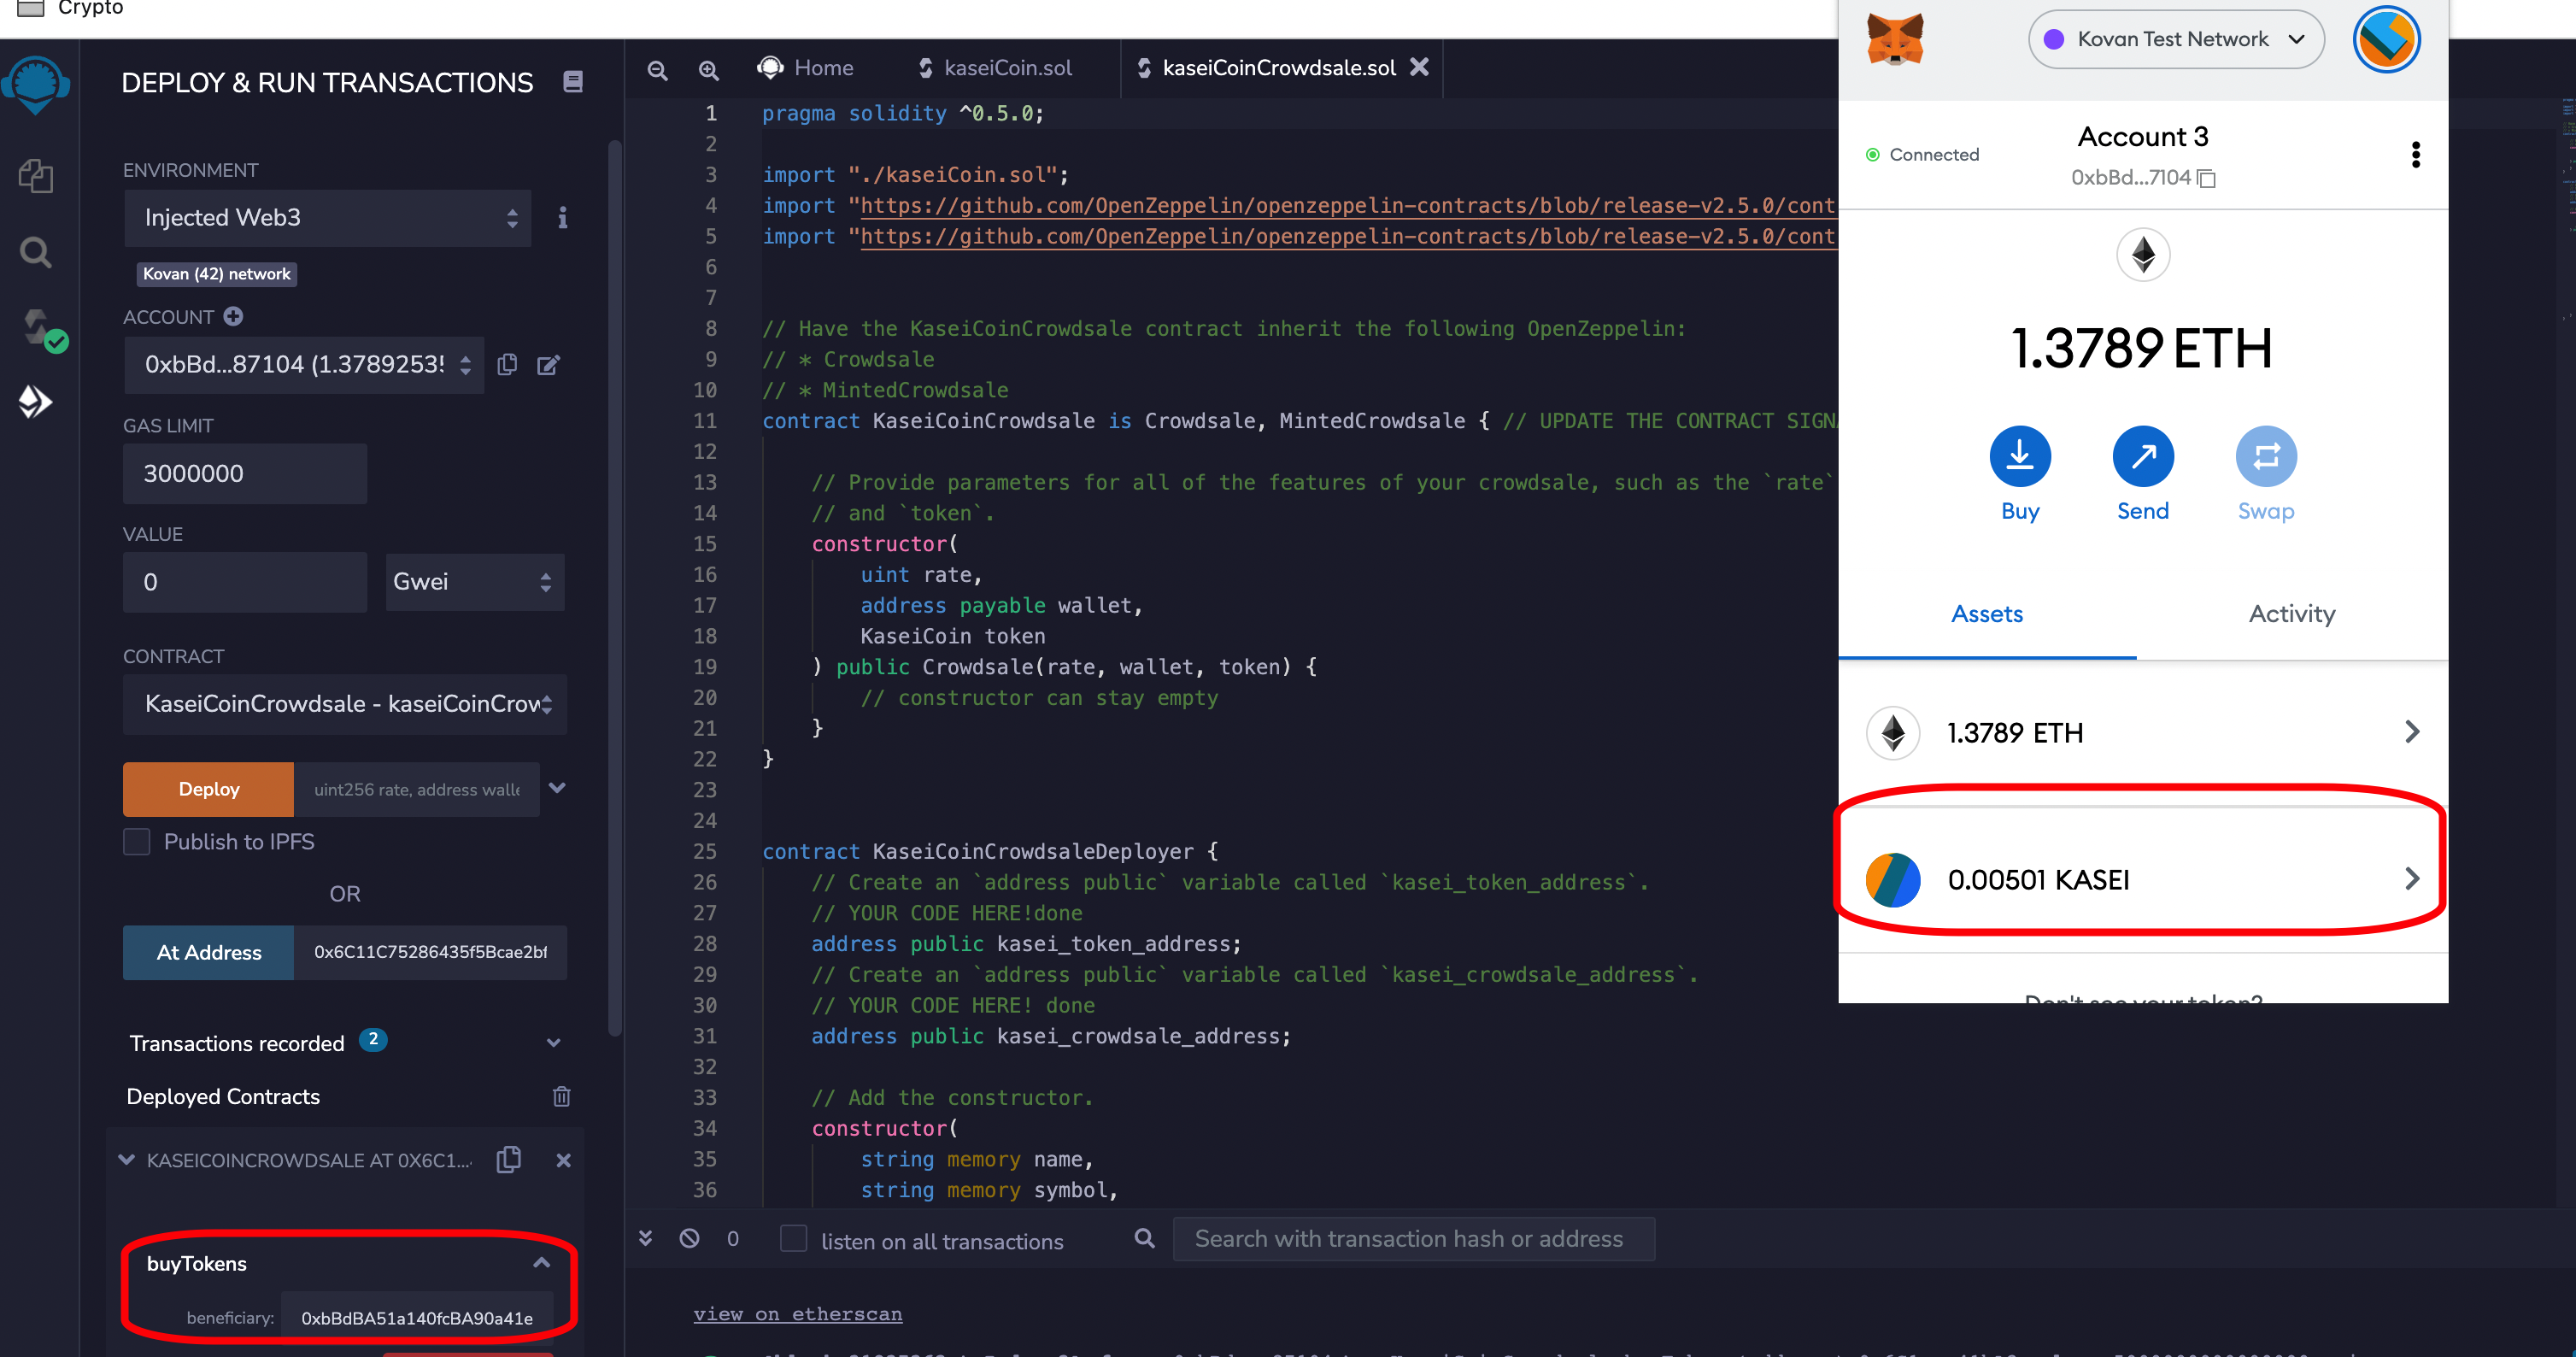 Crypto
DEPLOY & RUN TRANSACTIONS
ENVIRONMENT
Injected Web3
Kovan (42) network
ACCOUNT
0xbBd...87104 (1.3789253
GAS LIMIT
3000000
VALUE
0
Gwei
CONTRACT
KaseiCoinCrowdsale - kaseiCoinCrow
Deploy
uint256 rate, address walle
Publish to IPFS
OR
At Address
0x6C11C75286435f5Bcae2bf
Transactions recorded 2
Deployed Contracts
KASEICOINCROWDSALE AT 0X6C1...
buyTokens
beneficiary: 0xbBdBA51a140fcBA90a41e
Home
kaseiCoin.sol
kaseiCoinCrowdsale.sol
1 pragma solidity ^0.5.0;
2
3 import "./kaseiCoin.sol";
4 import "https://github.com/OpenZeppelin/openzeppelin-contracts/blob/release-v2.5.0/cont
5 import "https://github.com/OpenZeppelin/openzeppelin-contracts/blob/release-v2.5.0/cont
6
7
8 // Have the KaseiCoinCrowdsale contract inherit the following OpenZeppelin:
9 // * Crowdsale
10 // * MintedCrowdsale
11 contract KaseiCoinCrowdsale is Crowdsale, MintedCrowdsale { // UPDATE THE CONTRACT SIGN
12
13 // Provide parameters for all of the features of your crowdsale, such as the `rate`
14 // and `token`.
15 constructor(
16 uint rate,
17 address payable wallet,
18 KaseiCoin token
19 ) public Crowdsale(rate, wallet, token) {
20 // constructor can stay empty
21 }
22 }
23
24
25 contract KaseiCoinCrowdsaleDeployer {
26 // Create an `address public` variable called `kasei_token_address`.
27 // YOUR CODE HERE!done
28 address public kasei_token_address;
29 // Create an `address public` variable called `kasei_crowdsale_address`.
30 // YOUR CODE HERE! done
31 address public kasei_crowdsale_address;
32
33 // Add the constructor.
34 constructor(
35 string memory name,
36 string memory symbol,
0
listen on all transactions
Search with transaction hash or address
view on etherscan
Kovan Test Network
Connected
Account 3
0xbBd...7104
1.3789 ETH
Buy
Send
Swap
Assets
Activity
1.3789 ETH
0.00501 KASEI
Don't see your token?